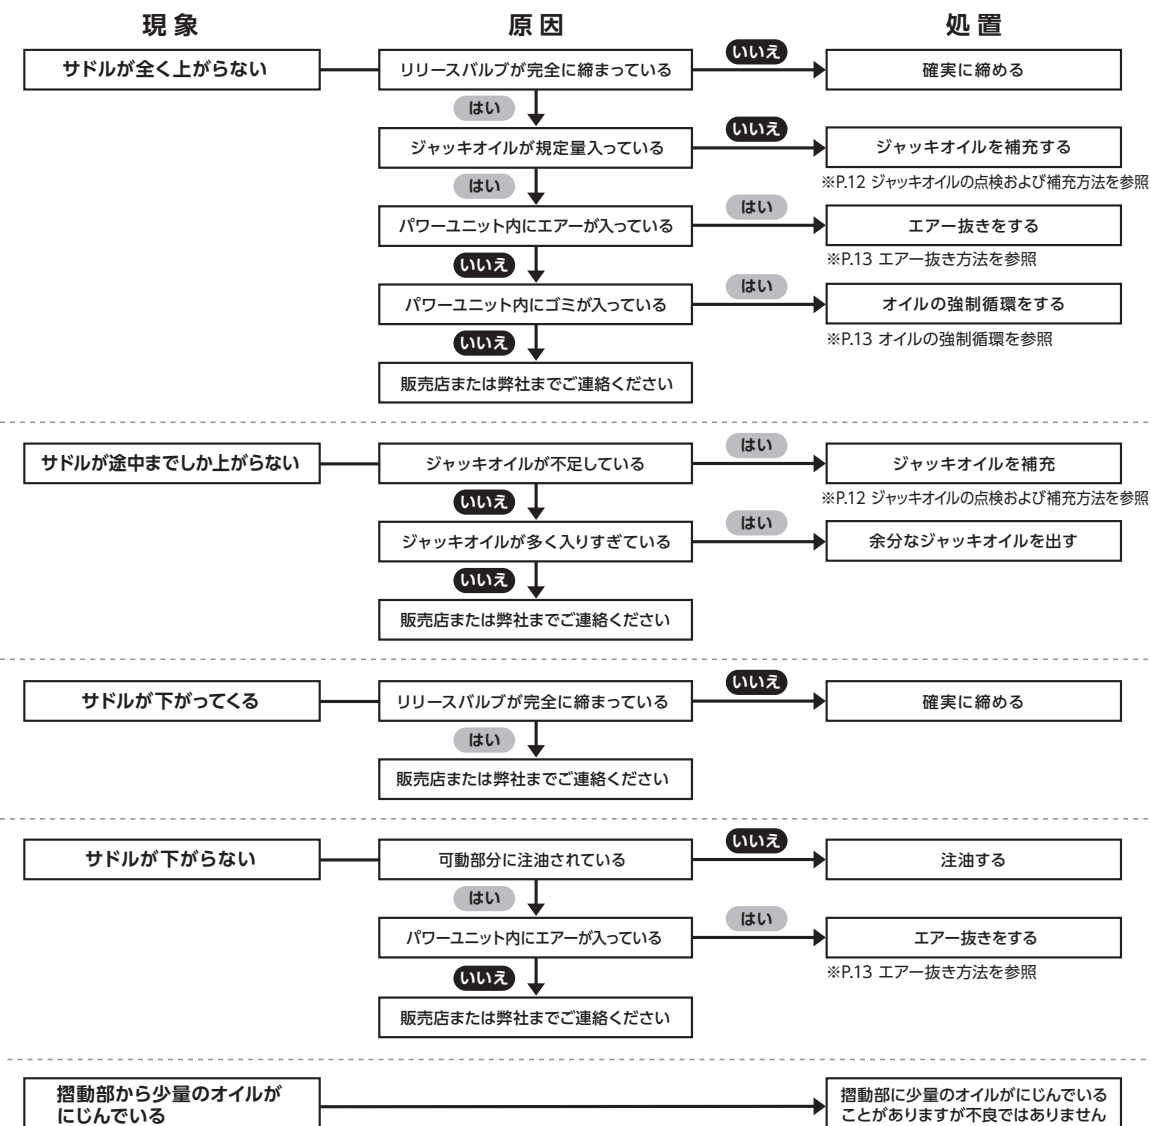 現象
原因
処置
サドルが全く上がらない
リリースバルブが完全に締まっている
いいえ
確実に締める
はい
ジャッキオイルが規定量入っている
いいえ
ジャッキオイルを補充する
※P.12 ジャッキオイルの点検および補充方法を参照
はい
パワーユニット内にエアーが入っている
はい
エアー抜きをする
※P.13 エアー抜き方法を参照
いいえ
パワーユニット内にゴミが入っている
はい
オイルの強制循環をする
※P.13 オイルの強制循環を参照
いいえ
販売店または弊社までご連絡ください
サドルが途中までしか上がらない
ジャッキオイルが不足している
はい
ジャッキオイルを補充
※P.12 ジャッキオイルの点検および補充方法を参照
いいえ
ジャッキオイルが多く入りすぎている
はい
余分なジャッキオイルを出す
いいえ
販売店または弊社までご連絡ください
サドルが下がってくる
リリースバルブが完全に締まっている
いいえ
確実に締める
はい
販売店または弊社までご連絡ください
サドルが下がらない
可動部分に注油されている
いいえ
注油する
はい
パワーユニット内にエアーが入っている
はい
エアー抜きをする
※P.13 エアー抜き方法を参照
いいえ
販売店または弊社までご連絡ください
摺動部から少量のオイルが
にじんでいる
摺動部に少量のオイルがにじんでいる
ことがありますが不良ではありません